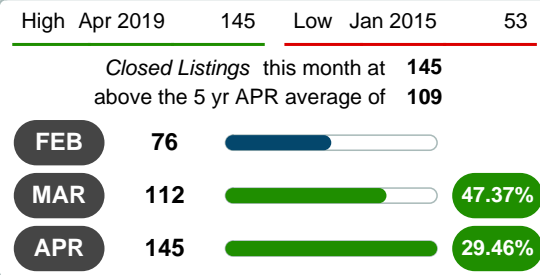 High Apr 2019 145 Low Jan 2015 53
Closed Listings this month at 145
above the 5 yr APR average of 109
FEB 76
MAR 112 47.37%
APR 145 29.46%